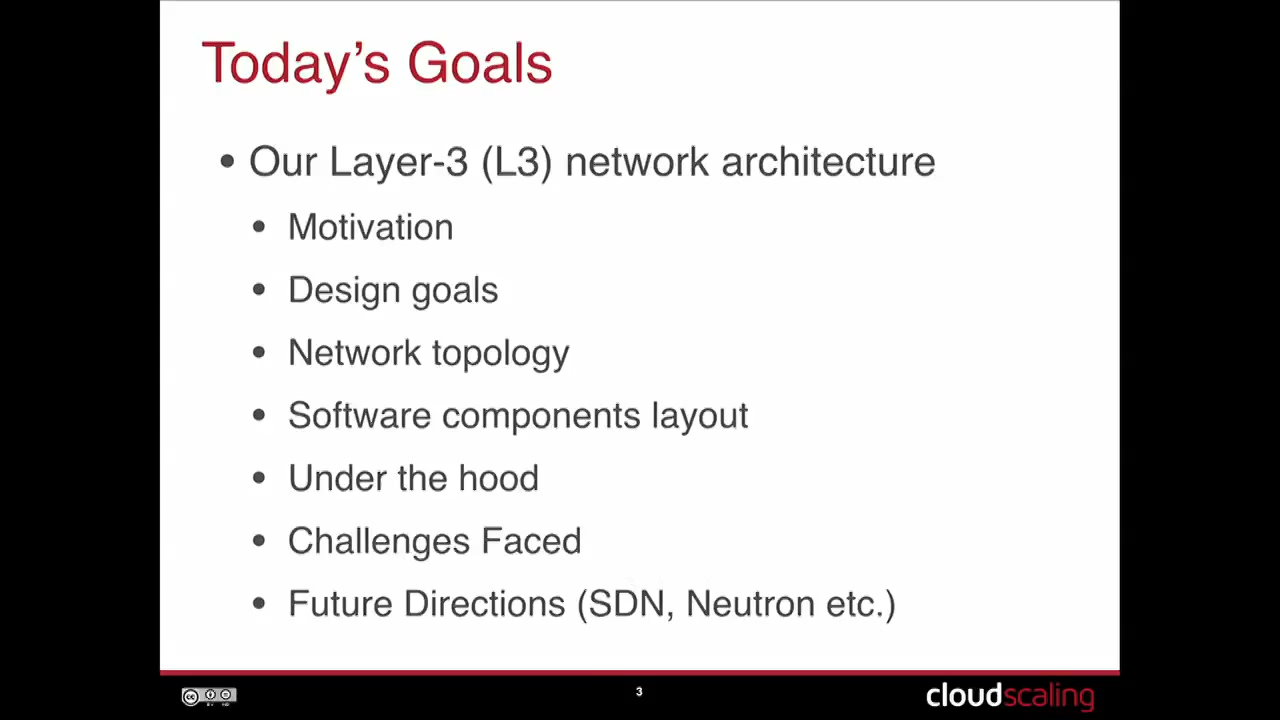 Today’s Goals
• Our Layer-3 (L3) network architecture
• Motivation
• Design goals
• Network topology
• Software components layout
• Under the hood
• Challenges Faced
• Future Directions (SDN, Neutron etc.)
cc
3
cloudscaling